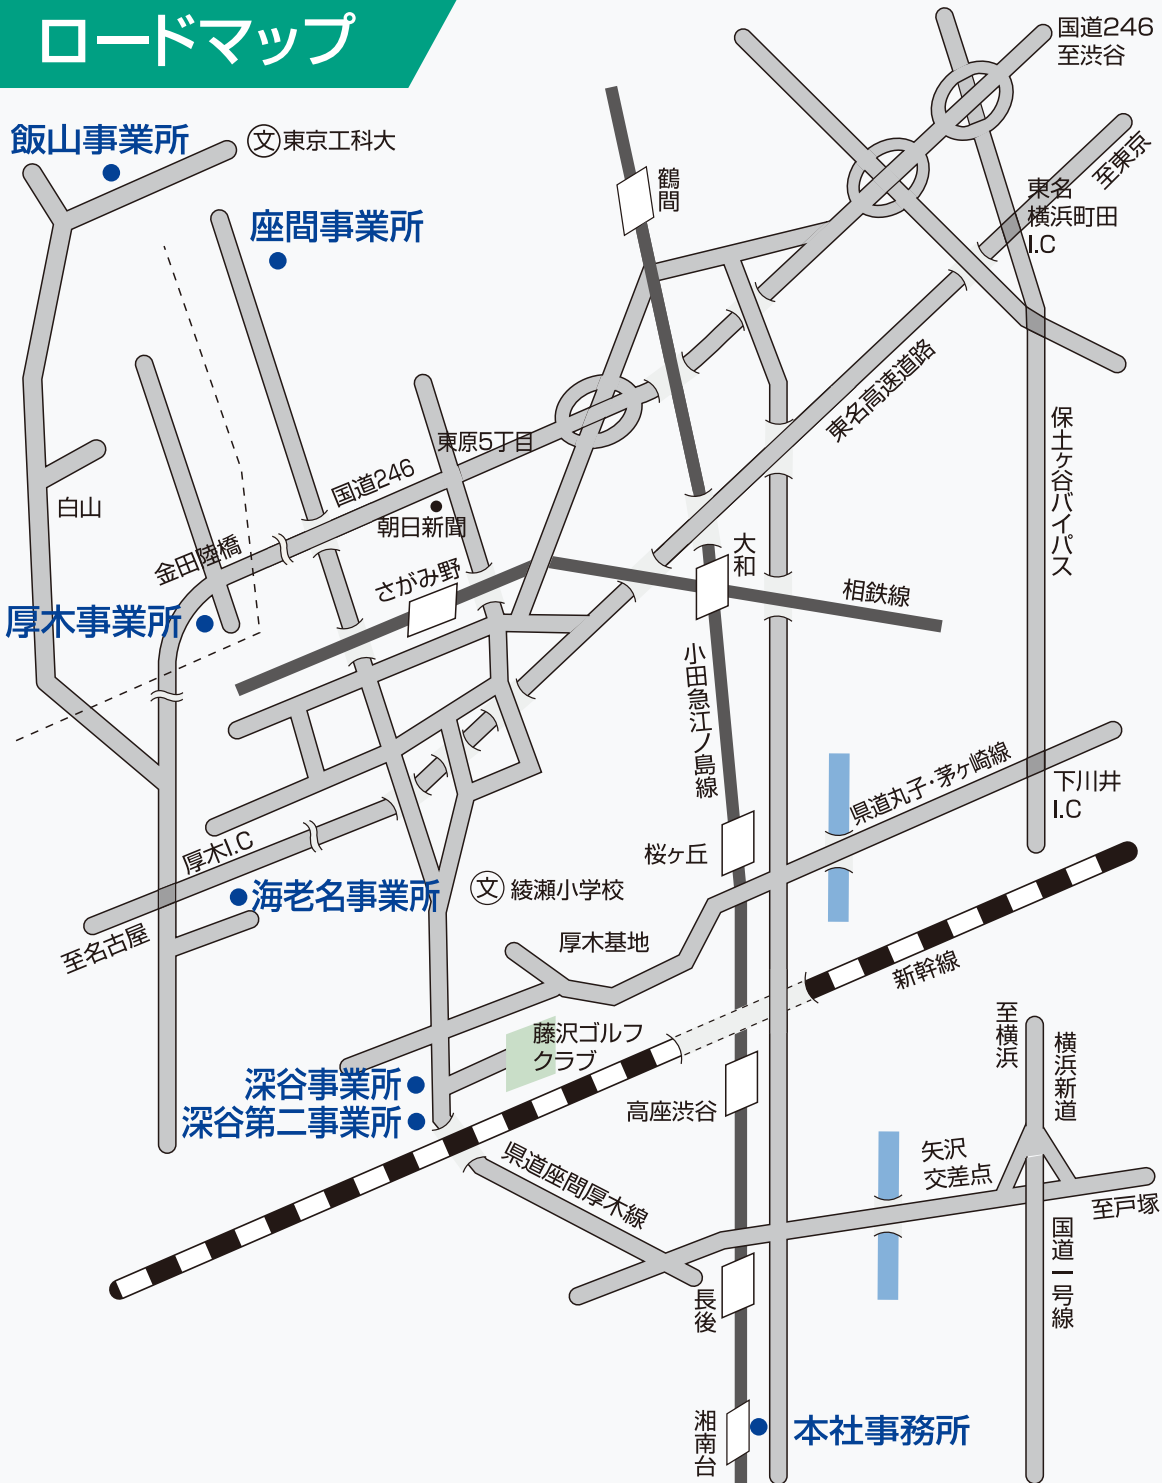 ロードマップ
国道246
至渋谷
飯山事業所
文
東京工科大
至東京
鶴間
東名
横浜町田
I.C
座間事業所
東名高速道路
保土ヶ谷バイパス
東原5丁目
国道246
白山
朝日新聞
金田陸橋
大和
さがみ野
相鉄線
厚木事業所
小田急江ノ島線
県道丸子・茅ヶ崎線
下川井
I.C
厚木I.C
桜ヶ丘
海老名事業所
文
綾瀬小学校
至名古屋
厚木基地
新幹線
至横浜
藤沢ゴルフ
クラブ
横浜新道
深谷事業所
高座渋谷
深谷第二事業所
矢沢
交差点
県道座間厚木線
至戸塚
国道一号線
長後
湘南台
本社事務所